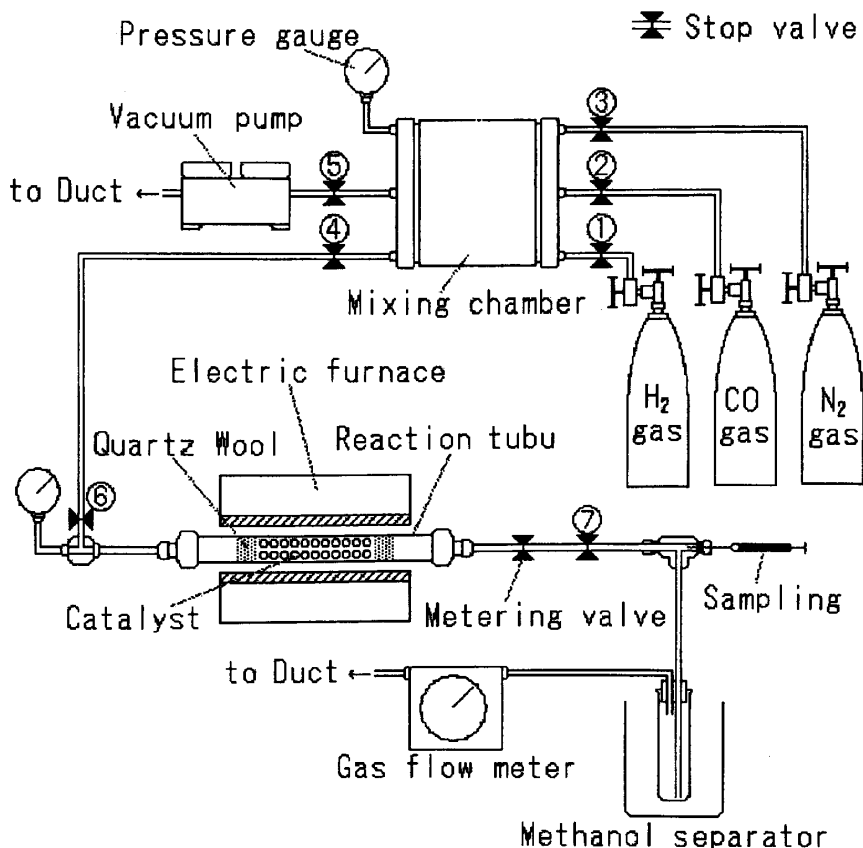 Pressure gauge
Stop valve
Vacuum pump
③
②
①
⑤
④
to Duct
Mixing chamber
H₂ gas
CO gas
N₂ gas
Electric furnace
Quartz Wool
Reaction tubu
⑥
⑦
Catalyst
Metering valve
Sampling
to Duct
Gas flow meter
Methanol separator